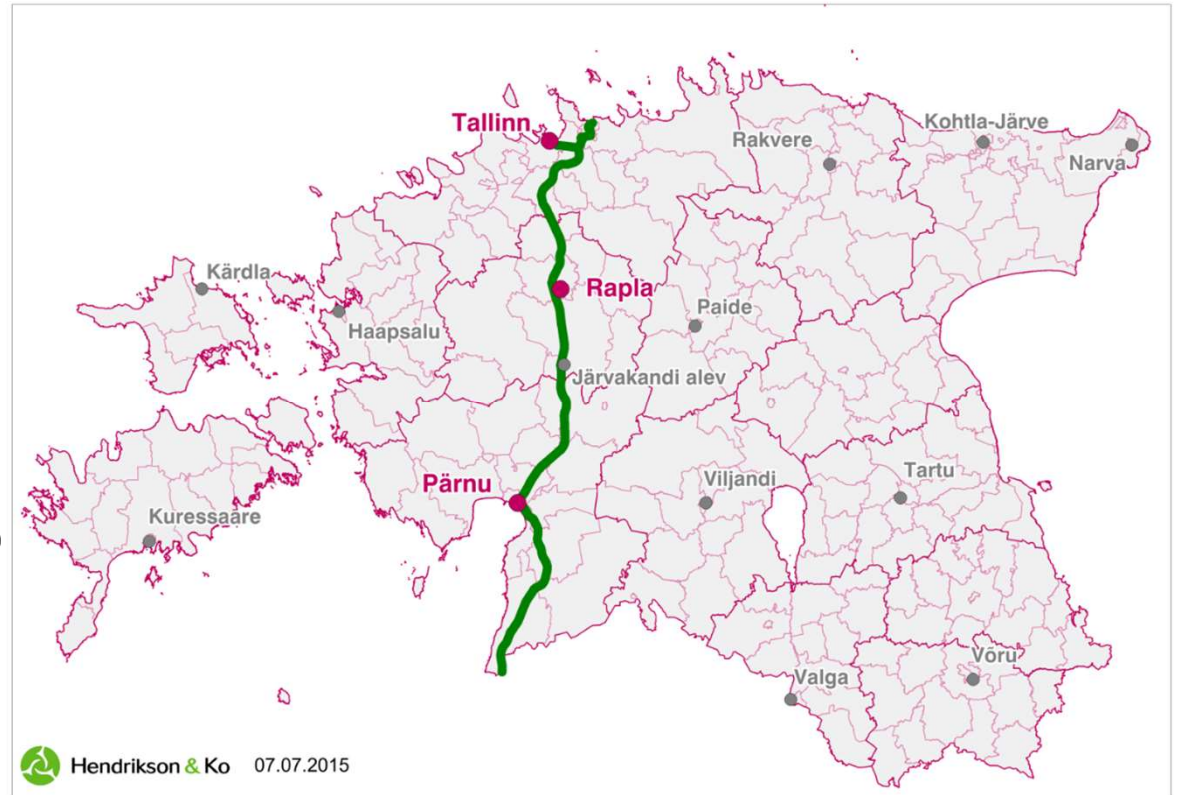 Tallinn
Kohtla-Järve
Rakvere
Narva
Kärdla
Rapla
Haapsalu
Paide
Järvakandi alev
Pärnu
Viljandi
Tartu
Kuressaare
Võru
Valga
Hendrikson & Ko 07.07.2015